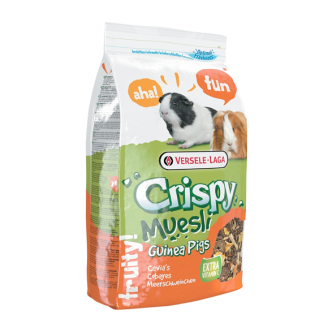 aha!
fun
VERSELE-LAGA
Crispy
Muesli
Guinea Pigs
Cavia's
Cobayes
Meerschweinchen
fruity!
EXTRA
VITAMIN C